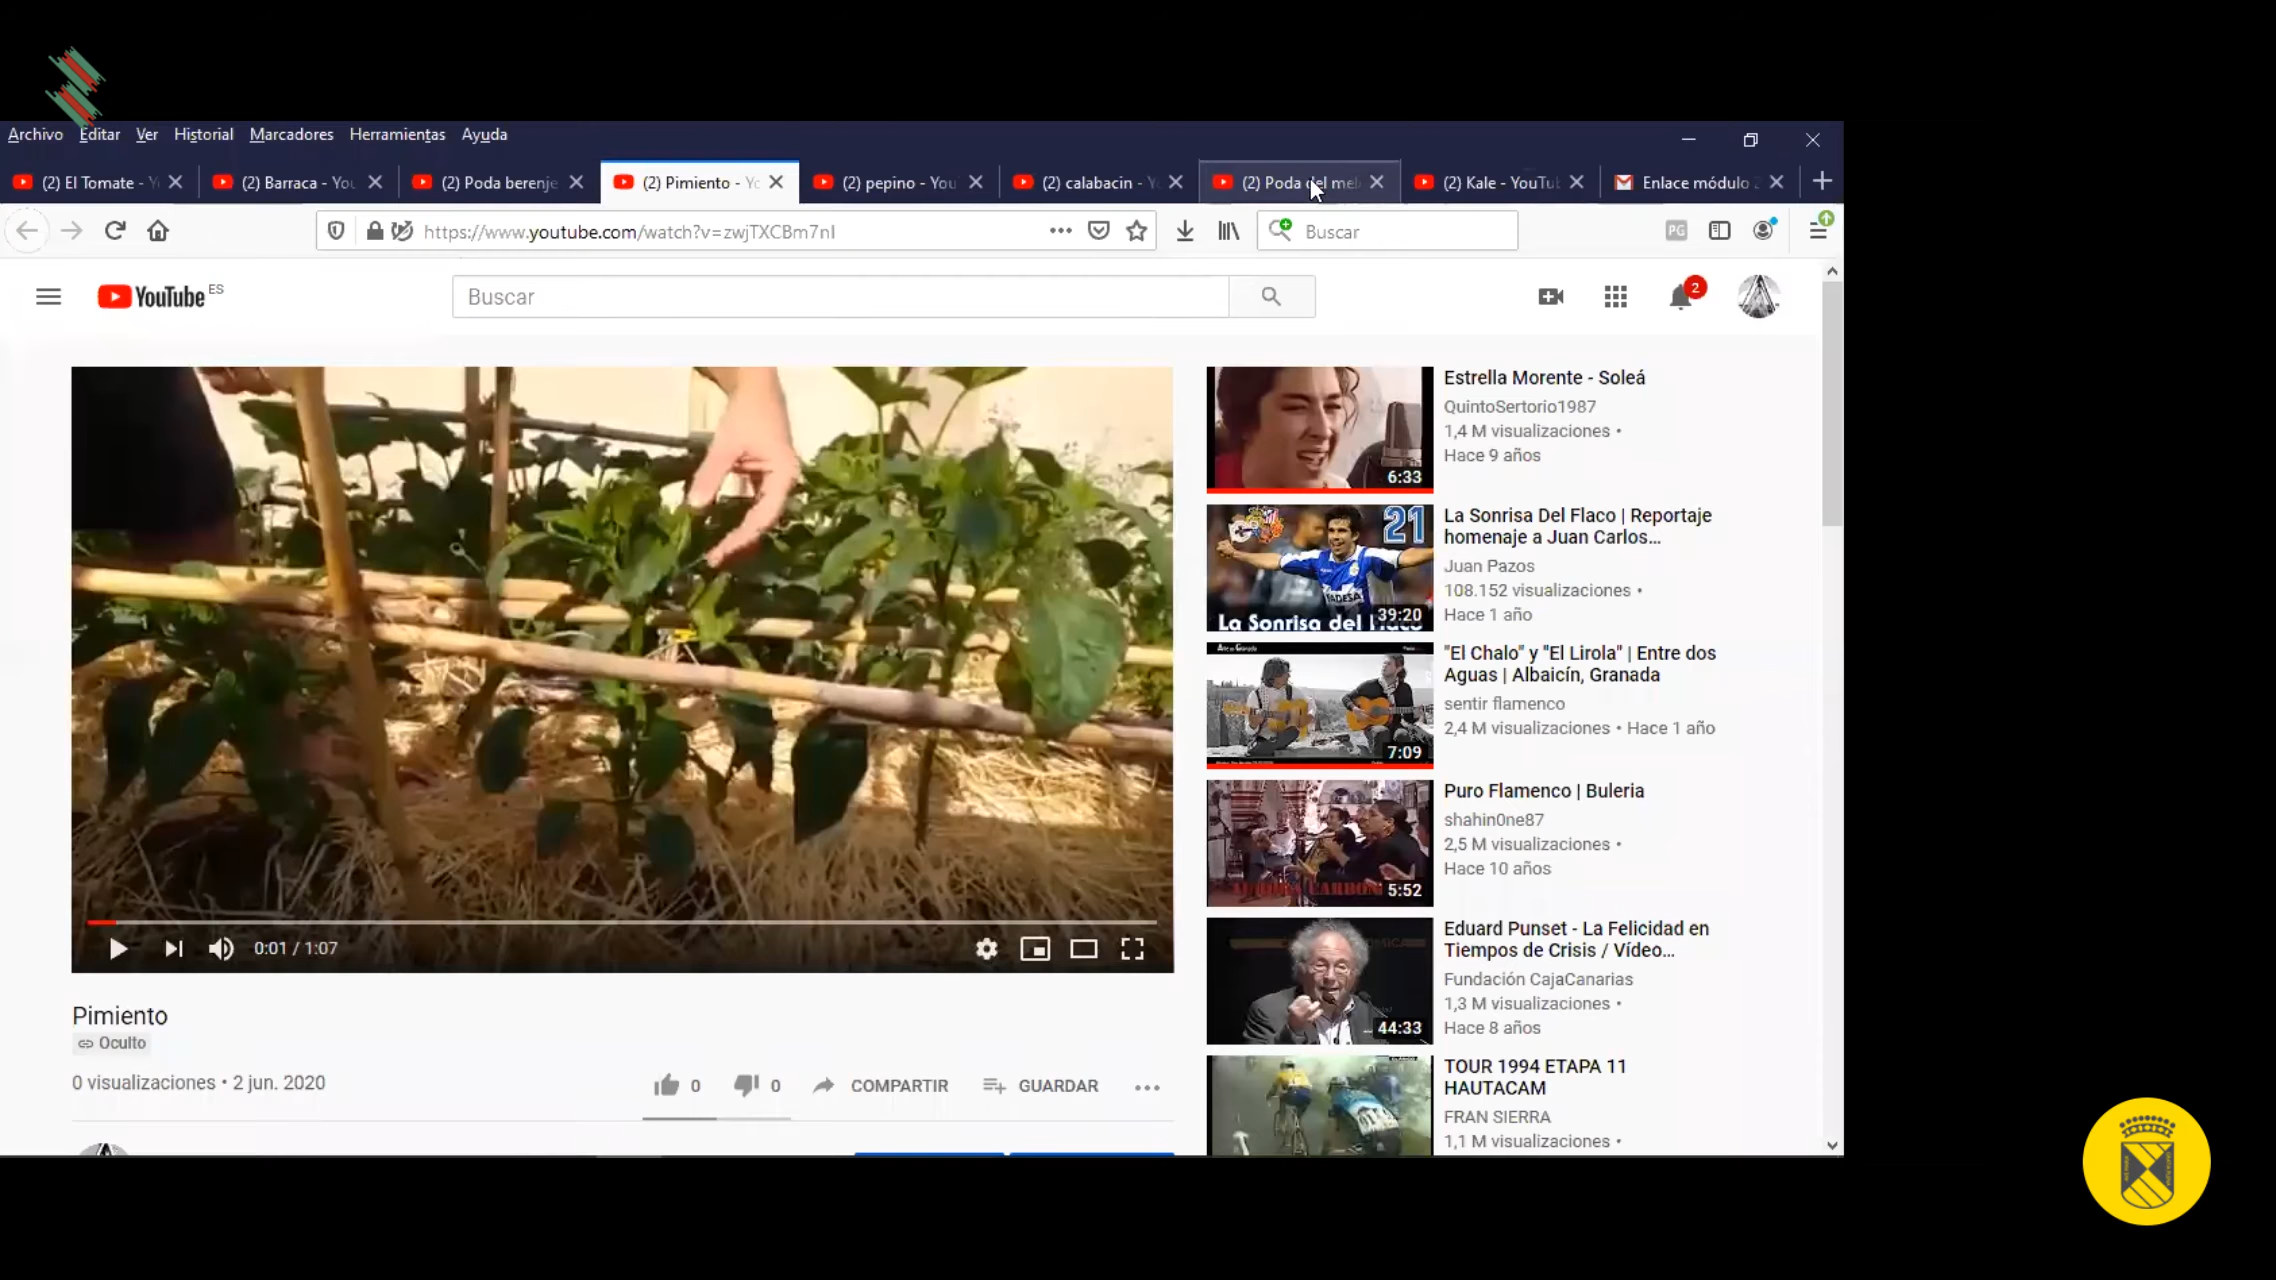 Archivo Editar Ver Historial Marcadores Herramientas Ayuda
(2) El Tomate - Y (2) Barraca - You (2) Poda berenje (2) Pimiento - Yo (2) pepino - You (2) calabacin - Y (2) Poda del mel (2) Kale - YouTub Enlace módulo
https://www.youtube.com/watch?v=zwjTXCBm7nI Buscar PG
YouTube ES Buscar 2
Estrella Morente - Soleá
QuintoSertorio1987
1,4 M visualizaciones •
Hace 9 años
6:33
21
La Sonrisa del
39:20
La Sonrisa Del Flaco | Reportaje
homenaje a Juan Carlos...
Juan Pazos
108.152 visualizaciones •
Hace 1 año
7:09
"El Chalo" y "El Lirola" | Entre dos
Aguas | Albaicín, Granada
sentir flamenco
2,4 M visualizaciones • Hace 1 año
5:52
Puro Flamenco | Buleria
shahin0ne87
2,5 M visualizaciones •
Hace 10 años
44:33
Eduard Punset - La Felicidad en
Tiempos de Crisis / Vídeo...
Fundación CajaCanarias
1,3 M visualizaciones •
Hace 8 años
TOUR 1994 ETAPA 11
HAUTACAM
FRAN SIERRA
1,1 M visualizaciones •
0:01 / 1:07
Pimiento
Oculto
0 visualizaciones • 2 jun. 2020
0 0 COMPARTIR GUARDAR